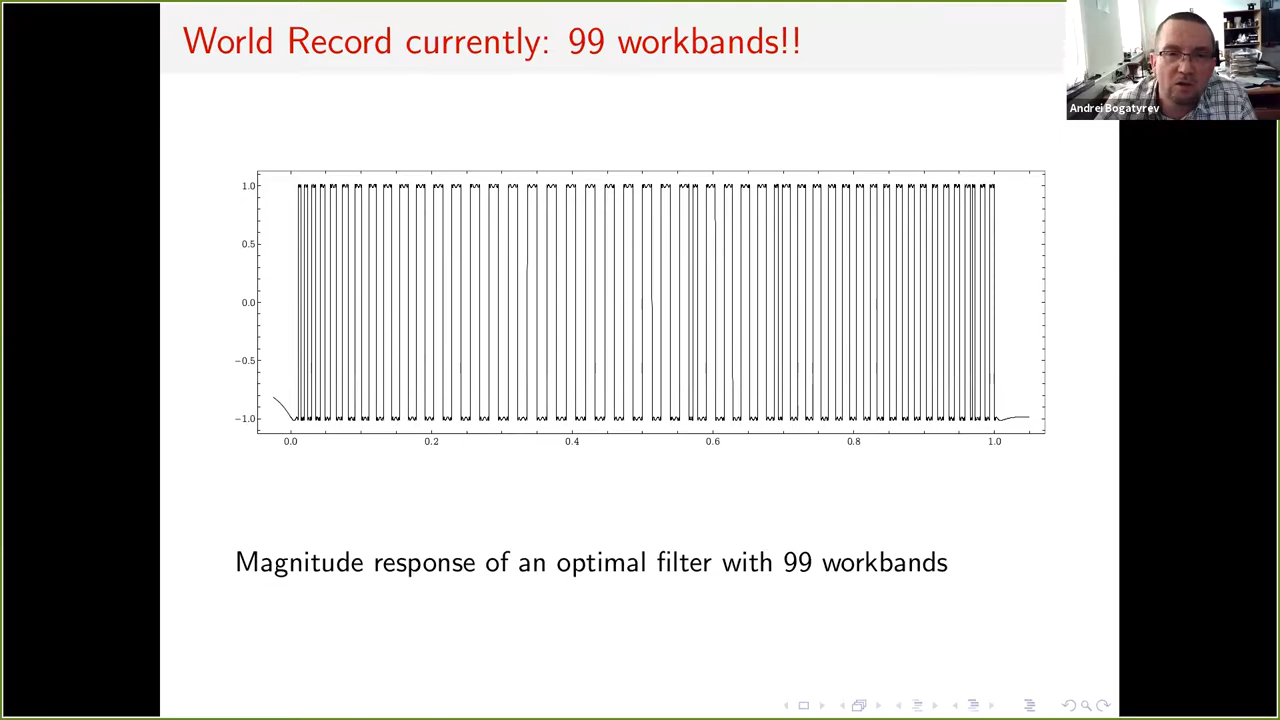 World Record currently: 99 workbands!!
Andrei Bogatyrev
1.0
0.5
0.0
−0.5
−1.0
0.0 0.2 0.4 0.6 0.8 1.0
Magnitude response of an optimal filter with 99 workbands